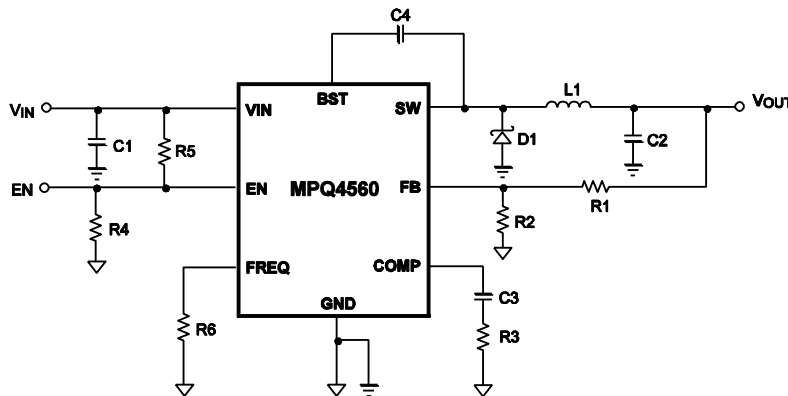 C4
VIN
BST
SW
L1
VOUT
VIN
C1
R5
D1
C2
EN
EN
MPQ4560
FB
R1
R4
R2
FREQ
COMP
C3
R6
GND
R3